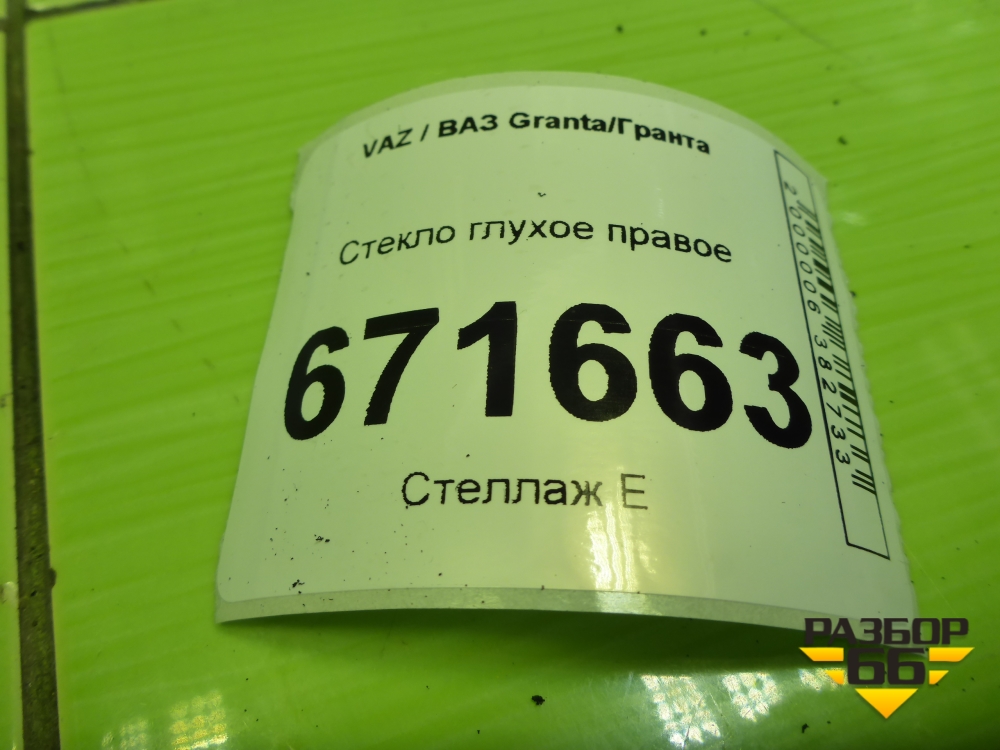 VAZ / ВАЗ Granta/Гранта
Стекло глухое правое
671663
Стеллаж Е
2000006382733
РАЗБОР
66